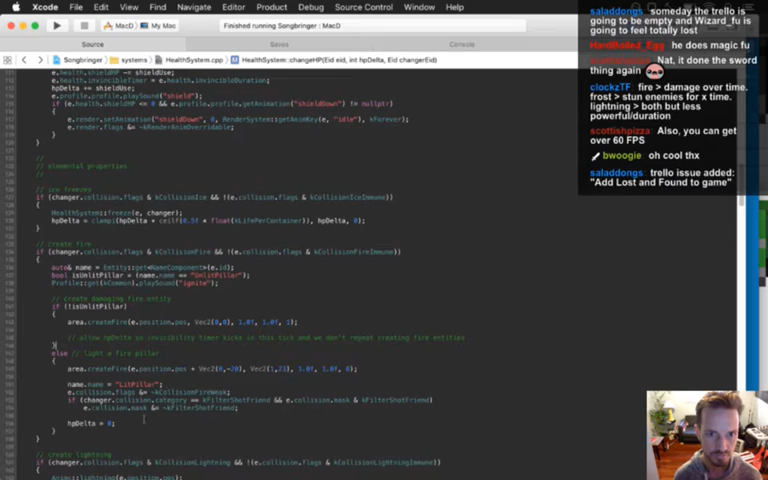 Xcode File Edit View Find Navigate Editor Product Debug Source Control Window Help
MacD My Mac
Finished running Songbringer : MacD
Source Saves Console
Songbringer systems HealthSystem.cpp HealthSystem::changeHP(Eid eid, int hpDelta, Eid changerEid)
e.health.shieldHP -= shieldUse;
e.health.invincibleTimer = e.health.invincibleDuration;
hpDelta += shieldUse;
e.profile.profile.playSound("shield");
if (e.health.shieldHP <= 0 && e.profile.profile.getAnimation("shieldDown") != nullptr)
{
e.render.setAnimation("shieldDown", 0, RenderSystem::getAnimKey(e, "idle"), kForever);
e.render.flags &= ~kRenderAnimOverridable;
}
}
//
// elemental properties
//
// ice freezes
if (changer.collision.flags & kCollisionIce && !(e.collision.flags & kCollisionIceImmune))
{
HealthSystem::freeze(e, changer);
hpDelta = clampi(hpDelta + ceilf(0.5f * float(kLifePerContainer)), hpDelta, 0);
}
// create fire
if (changer.collision.flags & kCollisionFire && !(e.collision.flags & kCollisionFireImmune))
{
auto& name = Entity::get<NameComponent>(e.id);
bool isUnlitPillar = (name.name == "UnlitPillar");
Profile::get(kCommon).playSound("ignite");
// create damaging fire entity
if (!isUnlitPillar)
{
area.createFire(e.position.pos, Vec2(0,0), 1.0f, 1.0f, 1);
// allow hpDelta so invicibility timer kicks in this tick and we don't repeat creating fire entities
}
else // light a fire pillar
{
area.createFire(e.position.pos + Vec2(0,-20), Vec2(1,21), 1.0f, 1.0f, 0);
name.name = "LitPillar";
e.collision.flags &= ~kCollisionFireWeak;
if (changer.collision.category == kFilterShotFriend && e.collision.mask & kFilterShotFriend)
e.collision.mask &= ~kFilterShotFriend;
hpDelta = 0;
}
}
// create lightning
if (changer.collision.flags & kCollisionLightning && !(e.collision.flags & kCollisionLightningImmune))
{
Anims::lightning(e.position.pos);
saladdongs: someday the trello is
going to be empty and Wizard_fu is
going to feel totally lost
HardBoiled_Egg he does magic fu
Nat, it done the sword
thing again
clockzTF: fire > damage over time.
frost > stun enemies for x time.
lightning > both but less
powerful/duration
scottishpizza: Also, you can get
over 60 FPS
bwoogie: oh cool thx
saladdongs: trello issue added:
"Add Lost and Found to game"